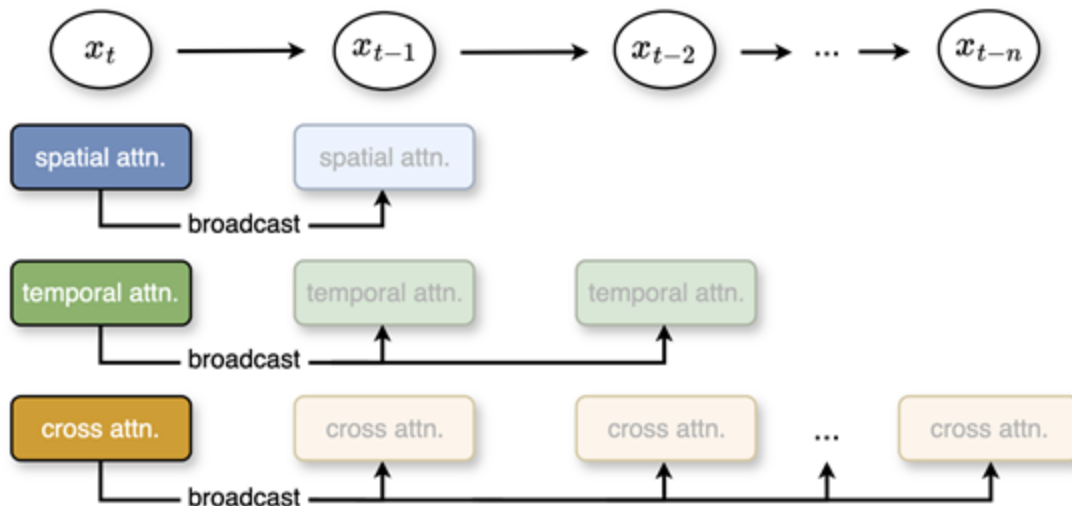 x_t x_{t-1} x_{t-2} ... x_{t-n}
spatial attn. spatial attn.
broadcast
temporal attn. temporal attn. temporal attn.
broadcast
cross attn. cross attn. cross attn. ... cross attn.
broadcast